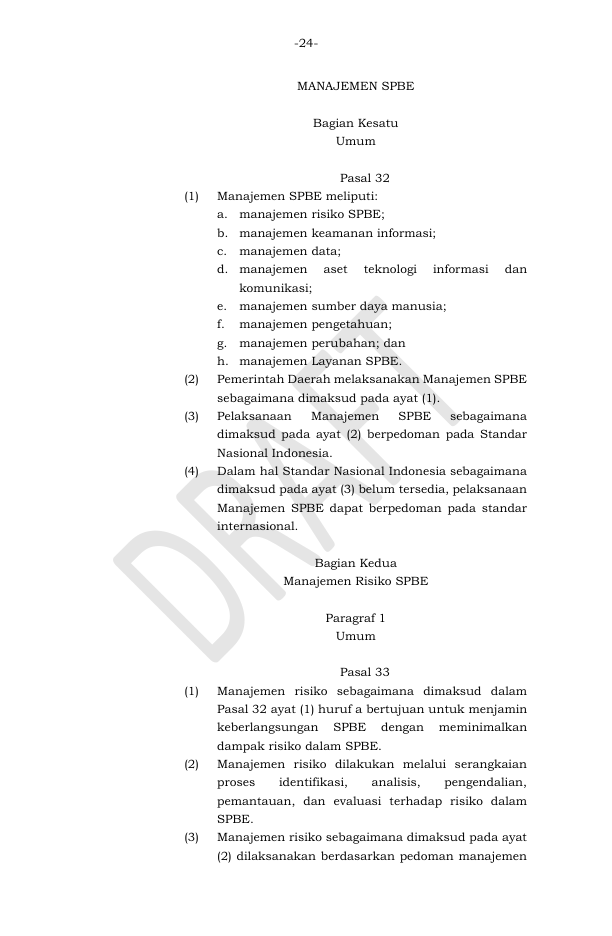 -24-
MANAJEMEN SPBE
Bagian Kesatu
Umum
Pasal 32
(1) Manajemen SPBE meliputi:
a. manajemen risiko SPBE;
b. manajemen keamanan informasi;
c. manajemen data;
d. manajemen aset teknologi informasi dan
komunikasi;
e. manajemen sumber daya manusia;
f. manajemen pengetahuan;
g. manajemen perubahan; dan
h. manajemen Layanan SPBE.
(2) Pemerintah Daerah melaksanakan Manajemen SPBE
sebagaimana dimaksud pada ayat (1).
(3) Pelaksanaan Manajemen SPBE sebagaimana
dimaksud pada ayat (2) berpedoman pada Standar
Nasional Indonesia.
(4) Dalam hal Standar Nasional Indonesia sebagaimana
dimaksud pada ayat (3) belum tersedia, pelaksanaan
Manajemen SPBE dapat berpedoman pada standar
internasional.
Bagian Kedua
Manajemen Risiko SPBE
Paragraf 1
Umum
Pasal 33
(1) Manajemen risiko sebagaimana dimaksud dalam
Pasal 32 ayat (1) huruf a bertujuan untuk menjamin
keberlangsungan SPBE dengan meminimalkan
dampak risiko dalam SPBE.
(2) Manajemen risiko dilakukan melalui serangkaian
proses identifikasi, analisis, pengendalian,
pemantauan, dan evaluasi terhadap risiko dalam
SPBE.
(3) Manajemen risiko sebagaimana dimaksud pada ayat
(2) dilaksanakan berdasarkan pedoman manajemen
DRAFT